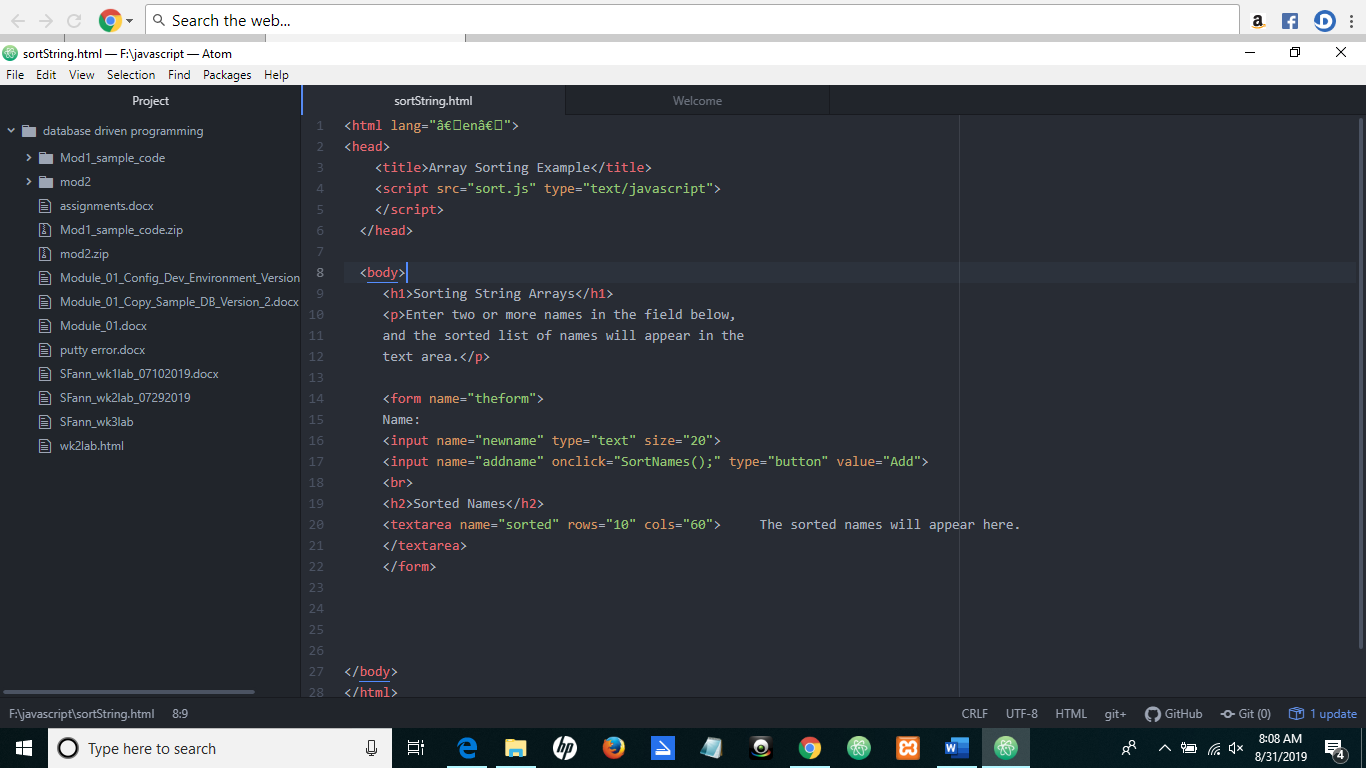 Search the web...
a
sortString.html — F:\javascript — Atom
File Edit View Selection Find Packages Help
Project
sortString.html
Welcome
database driven programming
Mod1_sample_code
mod2
assignments.docx
Mod1_sample_code.zip
mod2.zip
Module_01_Config_Dev_Environment_Version
Module_01_Copy_Sample_DB_Version_2.docx
Module_01.docx
putty error.docx
SFann_wk1lab_07102019.docx
SFann_wk2lab_07292019
SFann_wk3lab
wk2lab.html
1 <html lang="â€□enâ€□">
2 <head>
3 <title>Array Sorting Example</title>
4 <script src="sort.js" type="text/javascript">
5 </script>
6 </head>
7
8 <body>
9 <h1>Sorting String Arrays</h1>
10 <p>Enter two or more names in the field below,
11 and the sorted list of names will appear in the
12 text area.</p>
13
14 <form name="theform">
15 Name:
16 <input name="newname" type="text" size="20">
17 <input name="addname" onclick="SortNames();" type="button" value="Add">
18 <br>
19 <h2>Sorted Names</h2>
20 <textarea name="sorted" rows="10" cols="60"> The sorted names will appear here.
21 </textarea>
22 </form>
23
24
25
26
27 </body>
28 </html>
F:\javascript\sortString.html 8:9
CRLF UTF-8 HTML git+ GitHub Git (0) 1 update
Type here to search
hp
8:08 AM
8/31/2019
4